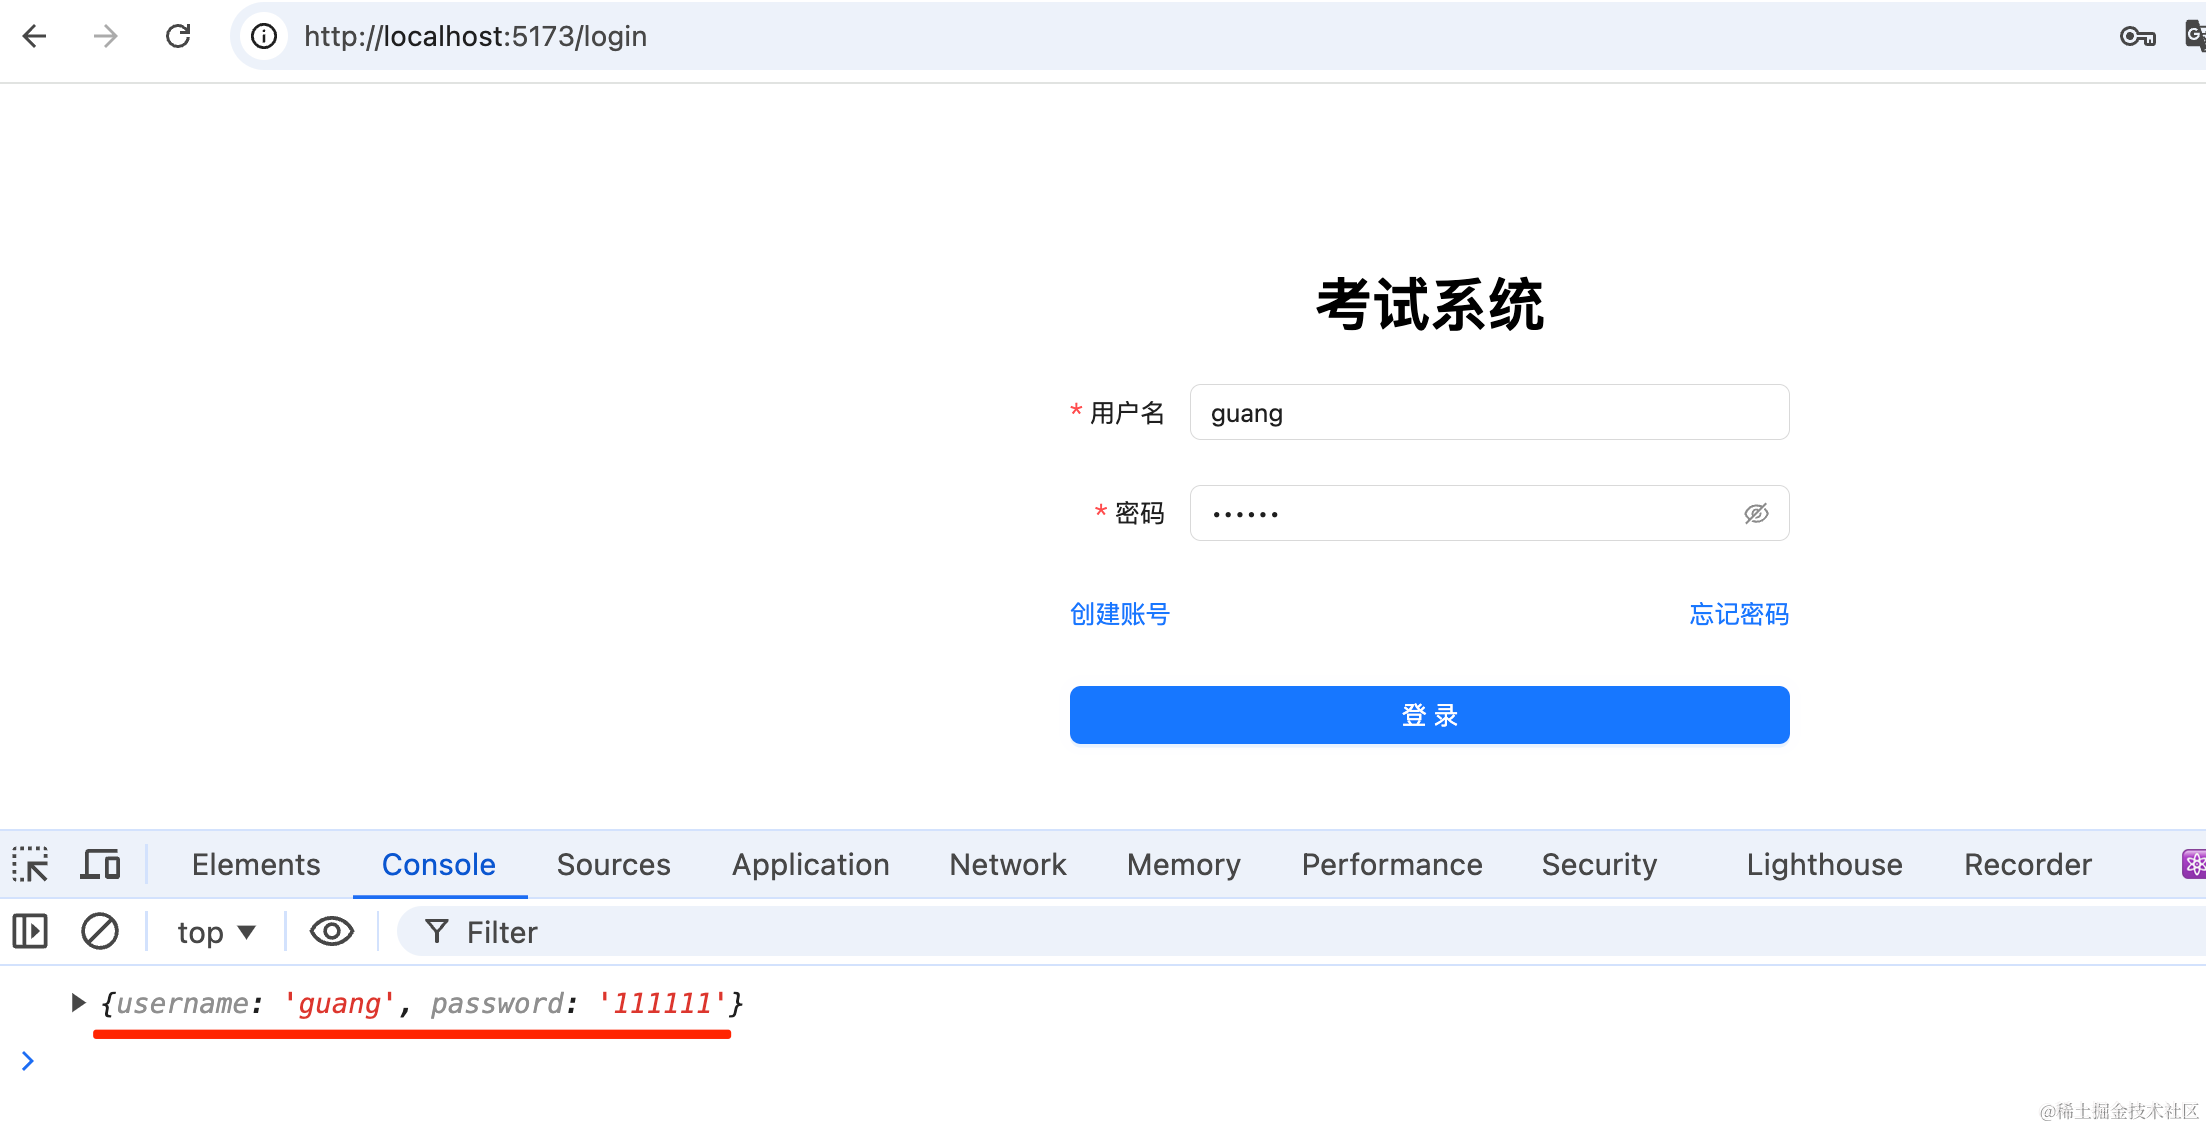 http://localhost:5173/login
考试系统
* 用户名 guang
* 密码 ••••••
创建账号 忘记密码
登 录
Elements Console Sources Application Network Memory Performance Security Lighthouse Recorder
top Filter
{username: 'guang', password: '111111'}
@稀土掘金技术社区